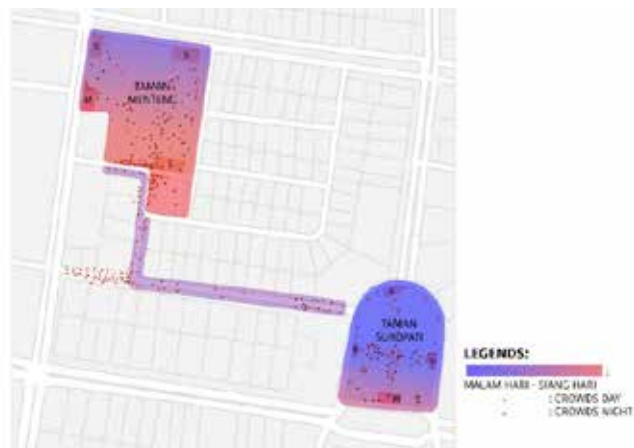 TAMAN
MENTENG
TAMAN
SUROPATI
LEGENDS:
MALAM HARI - SIANG HARI
: CROWDS DAY
: CROWDS NIGHT